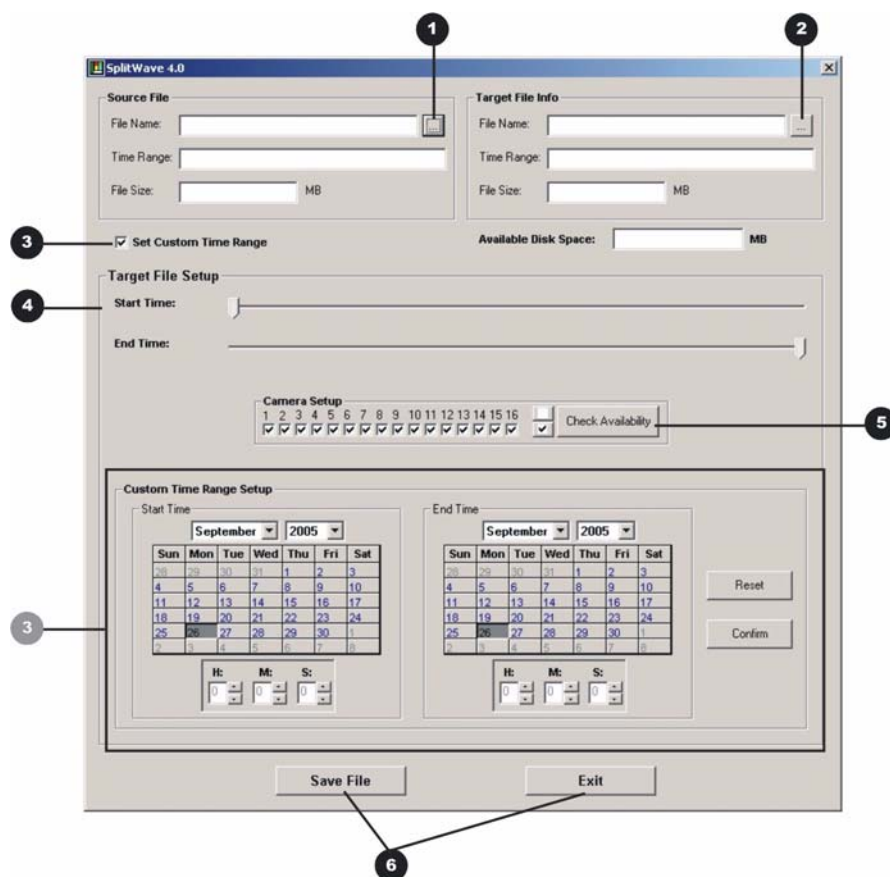 1 2
SplitWave 4.0
Source File
File Name: ...
Time Range:
File Size: MB
Target File Info
File Name: ...
Time Range:
File Size: MB
3
Set Custom Time Range
Available Disk Space: MB
Target File Setup
4
Start Time:
End Time:
Camera Setup
1 2 3 4 5 6 7 8 9 10 11 12 13 14 15 16
Check Availability
5
3
Custom Time Range Setup
Start Time
September 2005
Sun Mon Tue Wed Thu Fri Sat
28 29 30 31 1 2 3
4 5 6 7 8 9 10
11 12 13 14 15 16 17
18 19 20 21 22 23 24
25 26 27 28 29 30 1
2 3 4 5 6 7 8
H: M: S:
0 0 0
End Time
September 2005
Sun Mon Tue Wed Thu Fri Sat
28 29 30 31 1 2 3
4 5 6 7 8 9 10
11 12 13 14 15 16 17
18 19 20 21 22 23 24
25 26 27 28 29 30 1
2 3 4 5 6 7 8
H: M: S:
0 0 0
Reset
Confirm
Save File
Exit
6